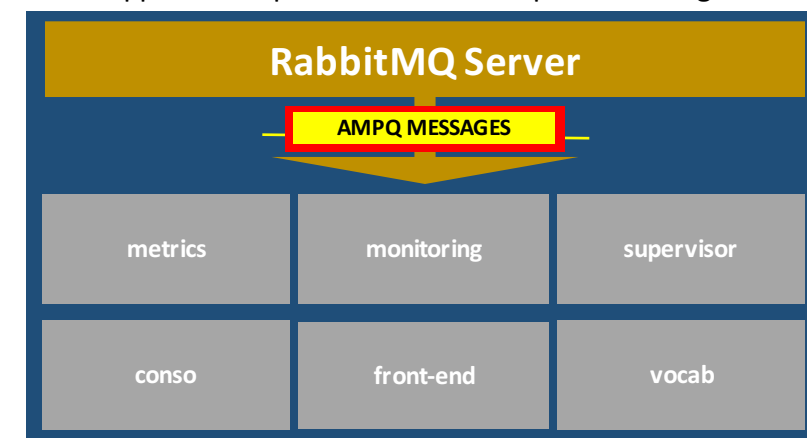 RabbitMQ Server
AMPQ MESSAGES
metrics monitoring supervisor
conso front-end vocab